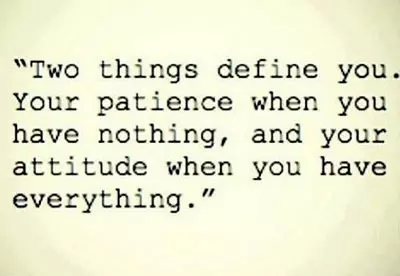 “Two things define you.
Your patience when you
have nothing, and your
attitude when you have
everything.”